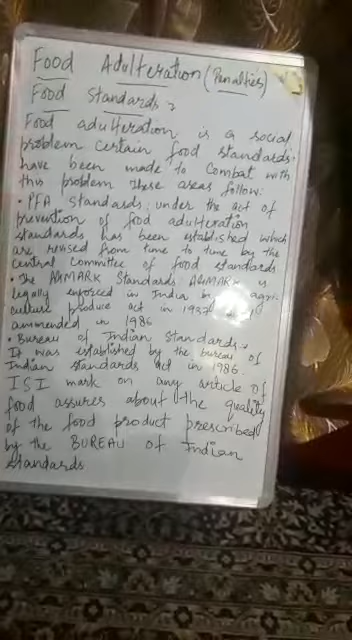 Food Adulteration (Penalties)
Food Standards :
Food adulteration is a social
problem certain food standards
have been made to combat with
this problem These areas follow:
• PFA Standards: under the act of
prevention of food adulteration
standards has been established which
are revised from time to time by the
central committee of food standards
• The AGMARK Standards: AGMARK is
legally enforced in India by agri-
culture produce act in 1937
ammended in 1986
• Bureau of Indian Standards:
It was established by the bureau of
Indian standards act in 1986.
ISI mark on any article of
food assures about the quality
of the food product prescribed
by the BUREAU of Indian
Standards